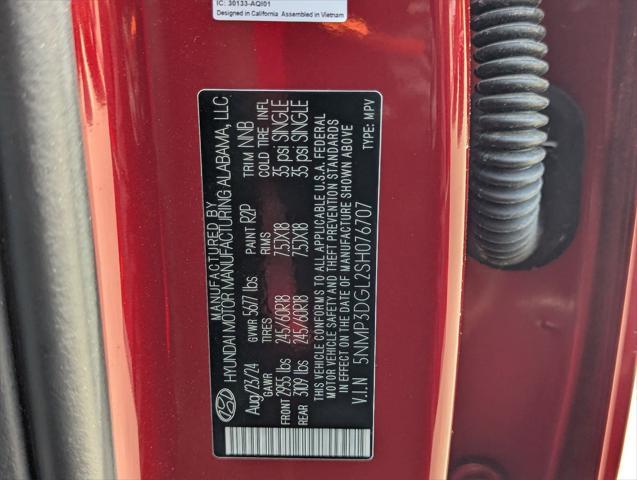 IC: 30133-AQI01
Designed in California Assembled in Vietnam
MANUFACTURED BY
HYUNDAI MOTOR MANUFACTURING ALABAMA, LLC
Aug/23/24 GVWR 5677 lbs PAINT R2P TRIM NNB
GAWR TIRES RIMS COLD TIRE INFL
FRONT 2955 lbs 245/60R18 7.5JX18 35 psi SINGLE
REAR 3109 lbs 245/60R18 7.5JX18 35 psi SINGLE
THIS VEHICLE CONFORMS TO ALL APPLICABLE U.S.A. FEDERAL
MOTOR VEHICLE SAFETY AND THEFT PREVENTION STANDARDS
IN EFFECT ON THE DATE OF MANUFACTURE SHOWN ABOVE
V.I.N 5NMP3DGL2SH076707 TYPE: MPV